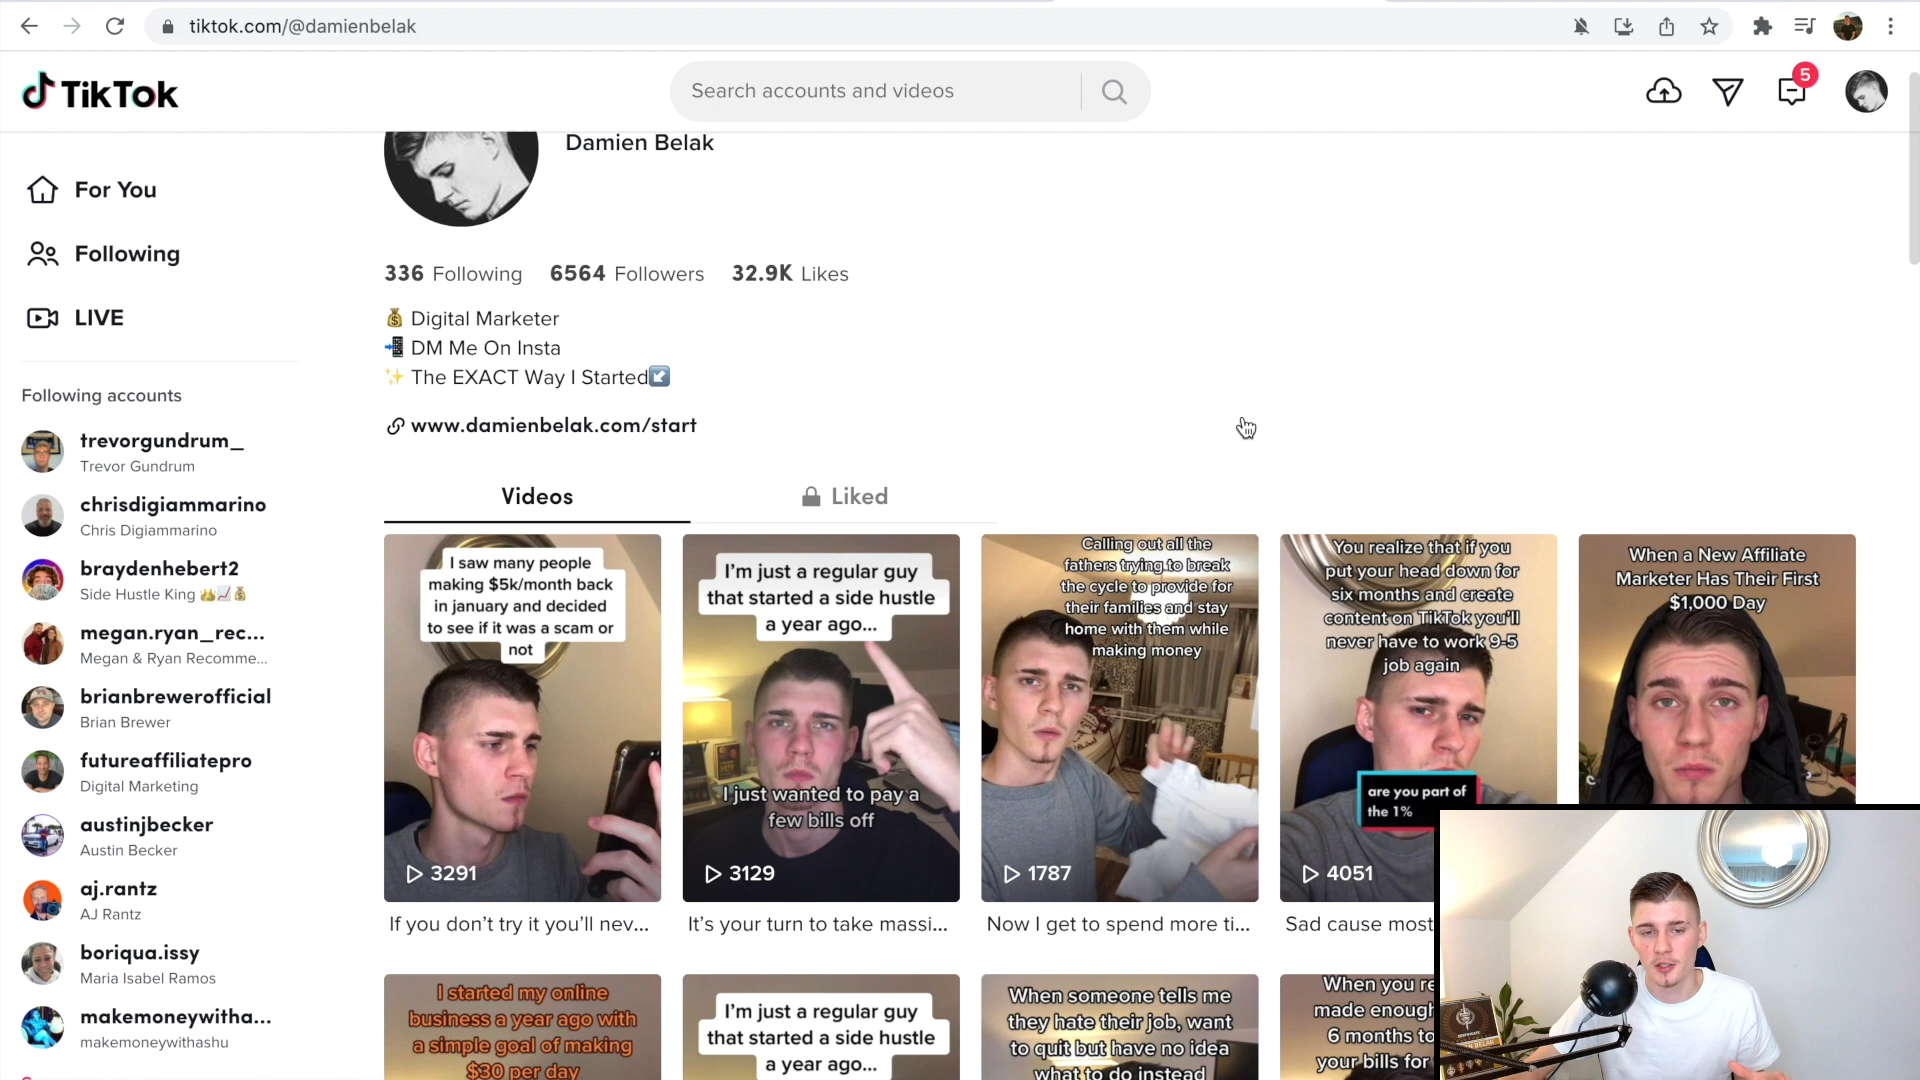 tiktok.com/@damienbelak
TikTok
Search accounts and videos
5
Damien Belak
For You
Following
LIVE
336 Following 6564 Followers 32.9K Likes
💰 Digital Marketer
📲 DM Me On Insta
✨ The EXACT Way I Started↙️
www.damienbelak.com/start
Following accounts
trevorgundrum_
Trevor Gundrum
chrisdigiammarino
Chris Digiammarino
braydenhebert2
Side Hustle King 👑📈💰
megan.ryan_rec...
Megan & Ryan Recomme...
brianbrewerofficial
Brian Brewer
futureaffiliatepro
Digital Marketing
austinjbecker
Austin Becker
aj.rantz
AJ Rantz
boriqua.issy
Maria Isabel Ramos
makemoneywitha...
makemoneywithashu
Videos
Liked
I saw many people
making $5k/month back
in january and decided
to see if it was a scam or
not
3291
If you don't try it you'll nev...
I'm just a regular guy
that started a side hustle
a year ago...
I just wanted to pay a
few bills off
3129
It's your turn to take massi...
Calling out all the
fathers trying to break
the cycle to provide for
their families and stay
home with them while
making money
1787
Now I get to spend more ti...
You realize that if you
put your head down for
six months and create
content on TikTok you'll
never have to work 9-5
job again
are you part of
the 1%
4051
Sad cause most
When a New Affiliate
Marketer Has Their First
$1,000 Day
I started my online
business a year ago with
a simple goal of making
$30 per day
I'm just a regular guy
that started a side hustle
a year ago...
When someone tells me
they hate their job, want
to quit but have no idea
what to do instead
When you re
made enough
6 months to
your bills for